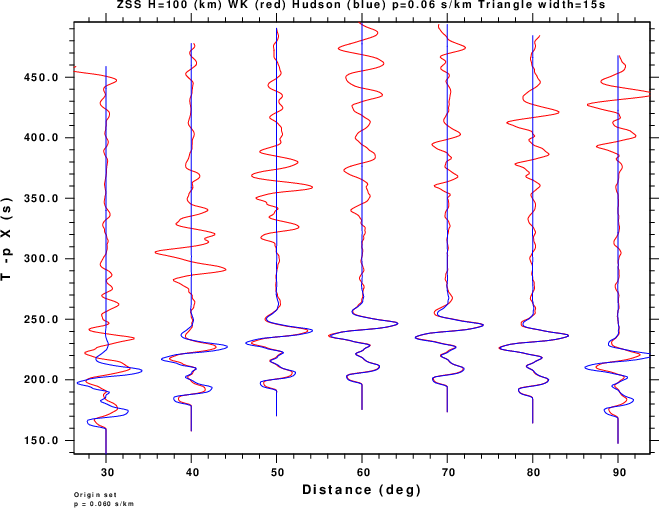 ZSS H=100 (km) WK (red) Hudson (blue) p=0.06 s/km Triangle width=15s
T -p X (s)
450.0
400.0
350.0
300.0
250.0
200.0
150.0
30 40 50 60 70 80 90
Distance (deg)
Origin set
p = 0.060 s/km